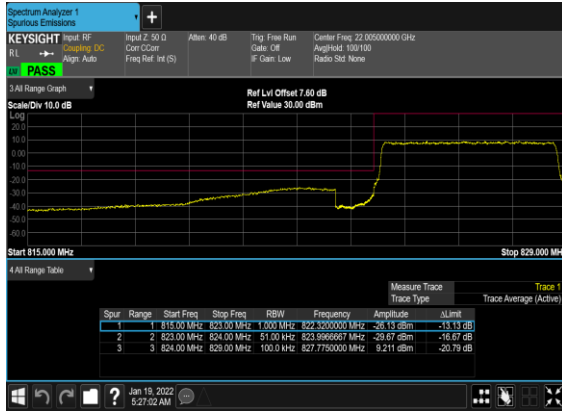 Spectrum Analyzer 1
Spurious Emissions
+
KEYSIGHT Input: RF Input Z: 50 Ω Atten: 40 dB Trig: Free Run Center Freq: 22.005000000 GHz
RL Coupling: DC Corr CCorr Gate: Off Avg|Hold: 100/100
Align: Auto Freq Ref: Int (S) IF Gain: Low Radio Std: None
PASS
3 All Range Graph
Ref Lvl Offset 7.60 dB
Scale/Div 10.0 dB Ref Value 30.00 dBm
Log
20.0
10.0
0.00
-10.0
-20.0
-30.0
-40.0
-50.0
-60.0
Start 815.000 MHz Stop 829.000 MHz
4 All Range Table
Measure Trace Trace 1
Trace Type Trace Average (Active)
Spur Range Start Freq Stop Freq RBW Frequency Amplitude ΔLimit
1 1 815.00 MHz 823.00 MHz 1.000 MHz 822.3200000 MHz -26.13 dBm -13.13 dB
2 2 823.00 MHz 824.00 MHz 51.00 kHz 823.9966667 MHz -29.67 dBm -16.67 dB
3 3 824.00 MHz 829.00 MHz 100.0 kHz 827.7750000 MHz 9.211 dBm -20.79 dB
? Jan 19, 2022
5:27:02 AM